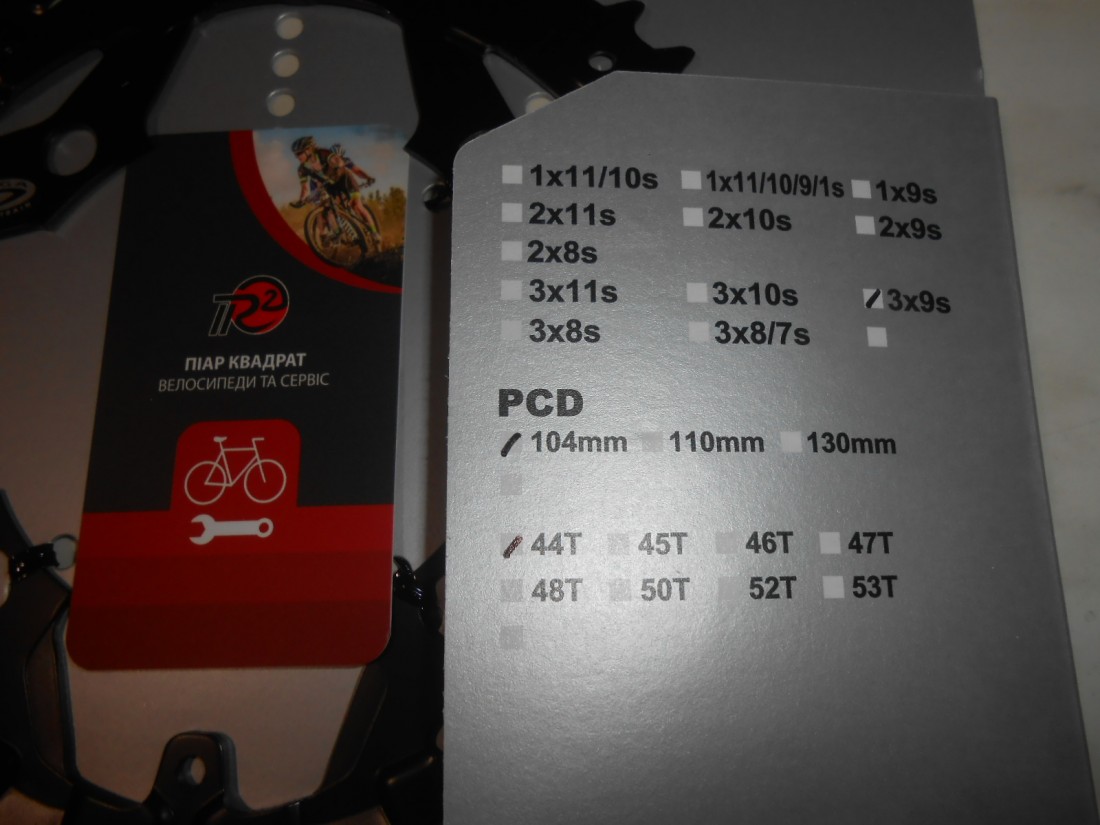 ПІАР КВАДРАТ
ВЕЛОСИПЕДИ ТА СЕРВІС
1x11/10s 1x11/10/9/1s 1x9s
2x11s 2x10s 2x9s
2x8s
3x11s 3x10s 3x9s
3x8s 3x8/7s
PCD
104mm 110mm 130mm
44T 45T 46T 47T
48T 50T 52T 53T